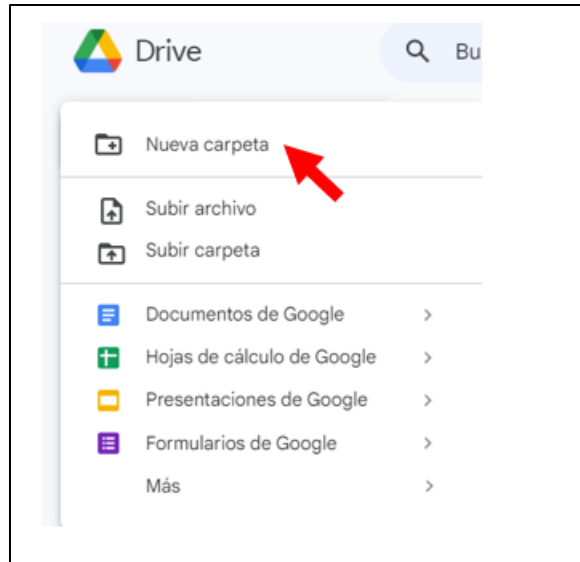 Drive
Bu
Nueva carpeta
Subir archivo
Subir carpeta
Documentos de Google
Hojas de cálculo de Google
Presentaciones de Google
Formularios de Google
Más